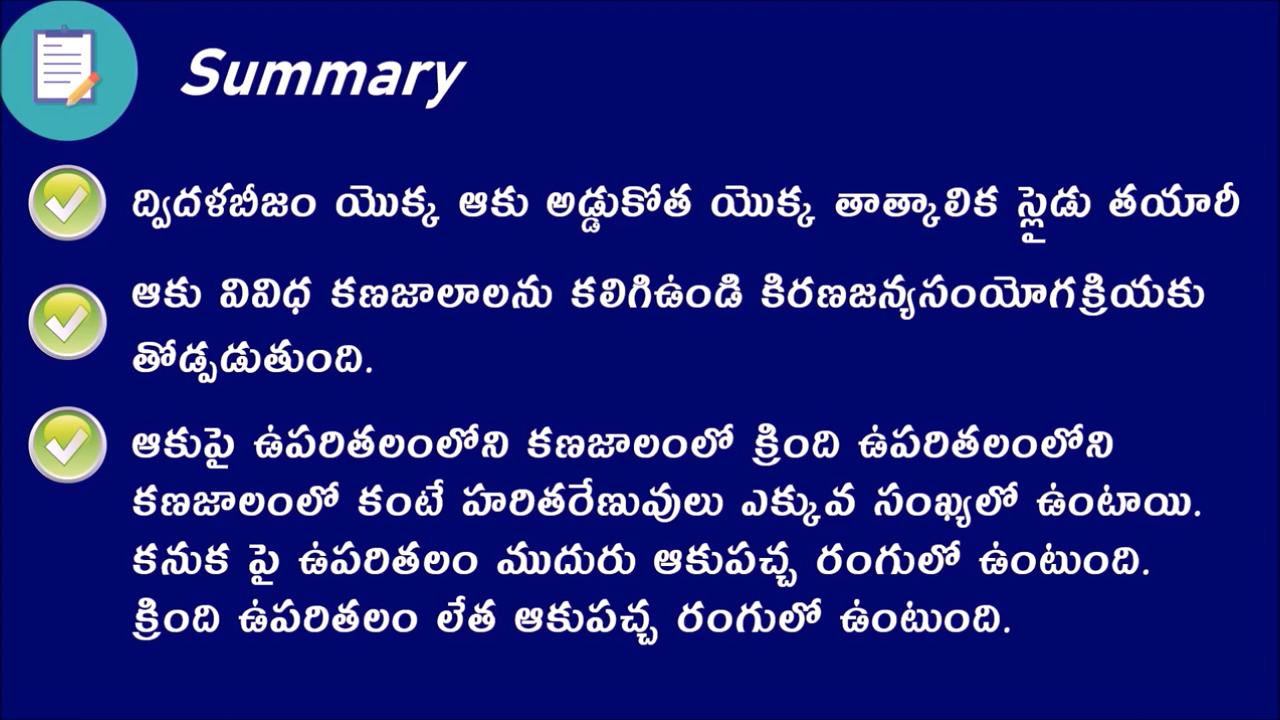 Summary
ద్విదళబీజం యొక్క ఆకు అడ్డుకోత యొక్క తాత్కాలిక స్లైడు తయారీ
ఆకు వివిధ కణజాలాలను కలిగిఉండి కిరణజన్యసంయోగక్రియకు
తోడ్పడుతుంది.
ఆకుపై ఉపరితలంలోని కణజాలంలో క్రింది ఉపరితలంలోని
కణజాలంలో కంటే హరితరేణువులు ఎక్కువ సంఖ్యలో ఉంటాయి.
కనుక పై ఉపరితలం ముదురు ఆకుపచ్చ రంగులో ఉంటుంది.
క్రింది ఉపరితలం లేత ఆకుపచ్చ రంగులో ఉంటుంది.